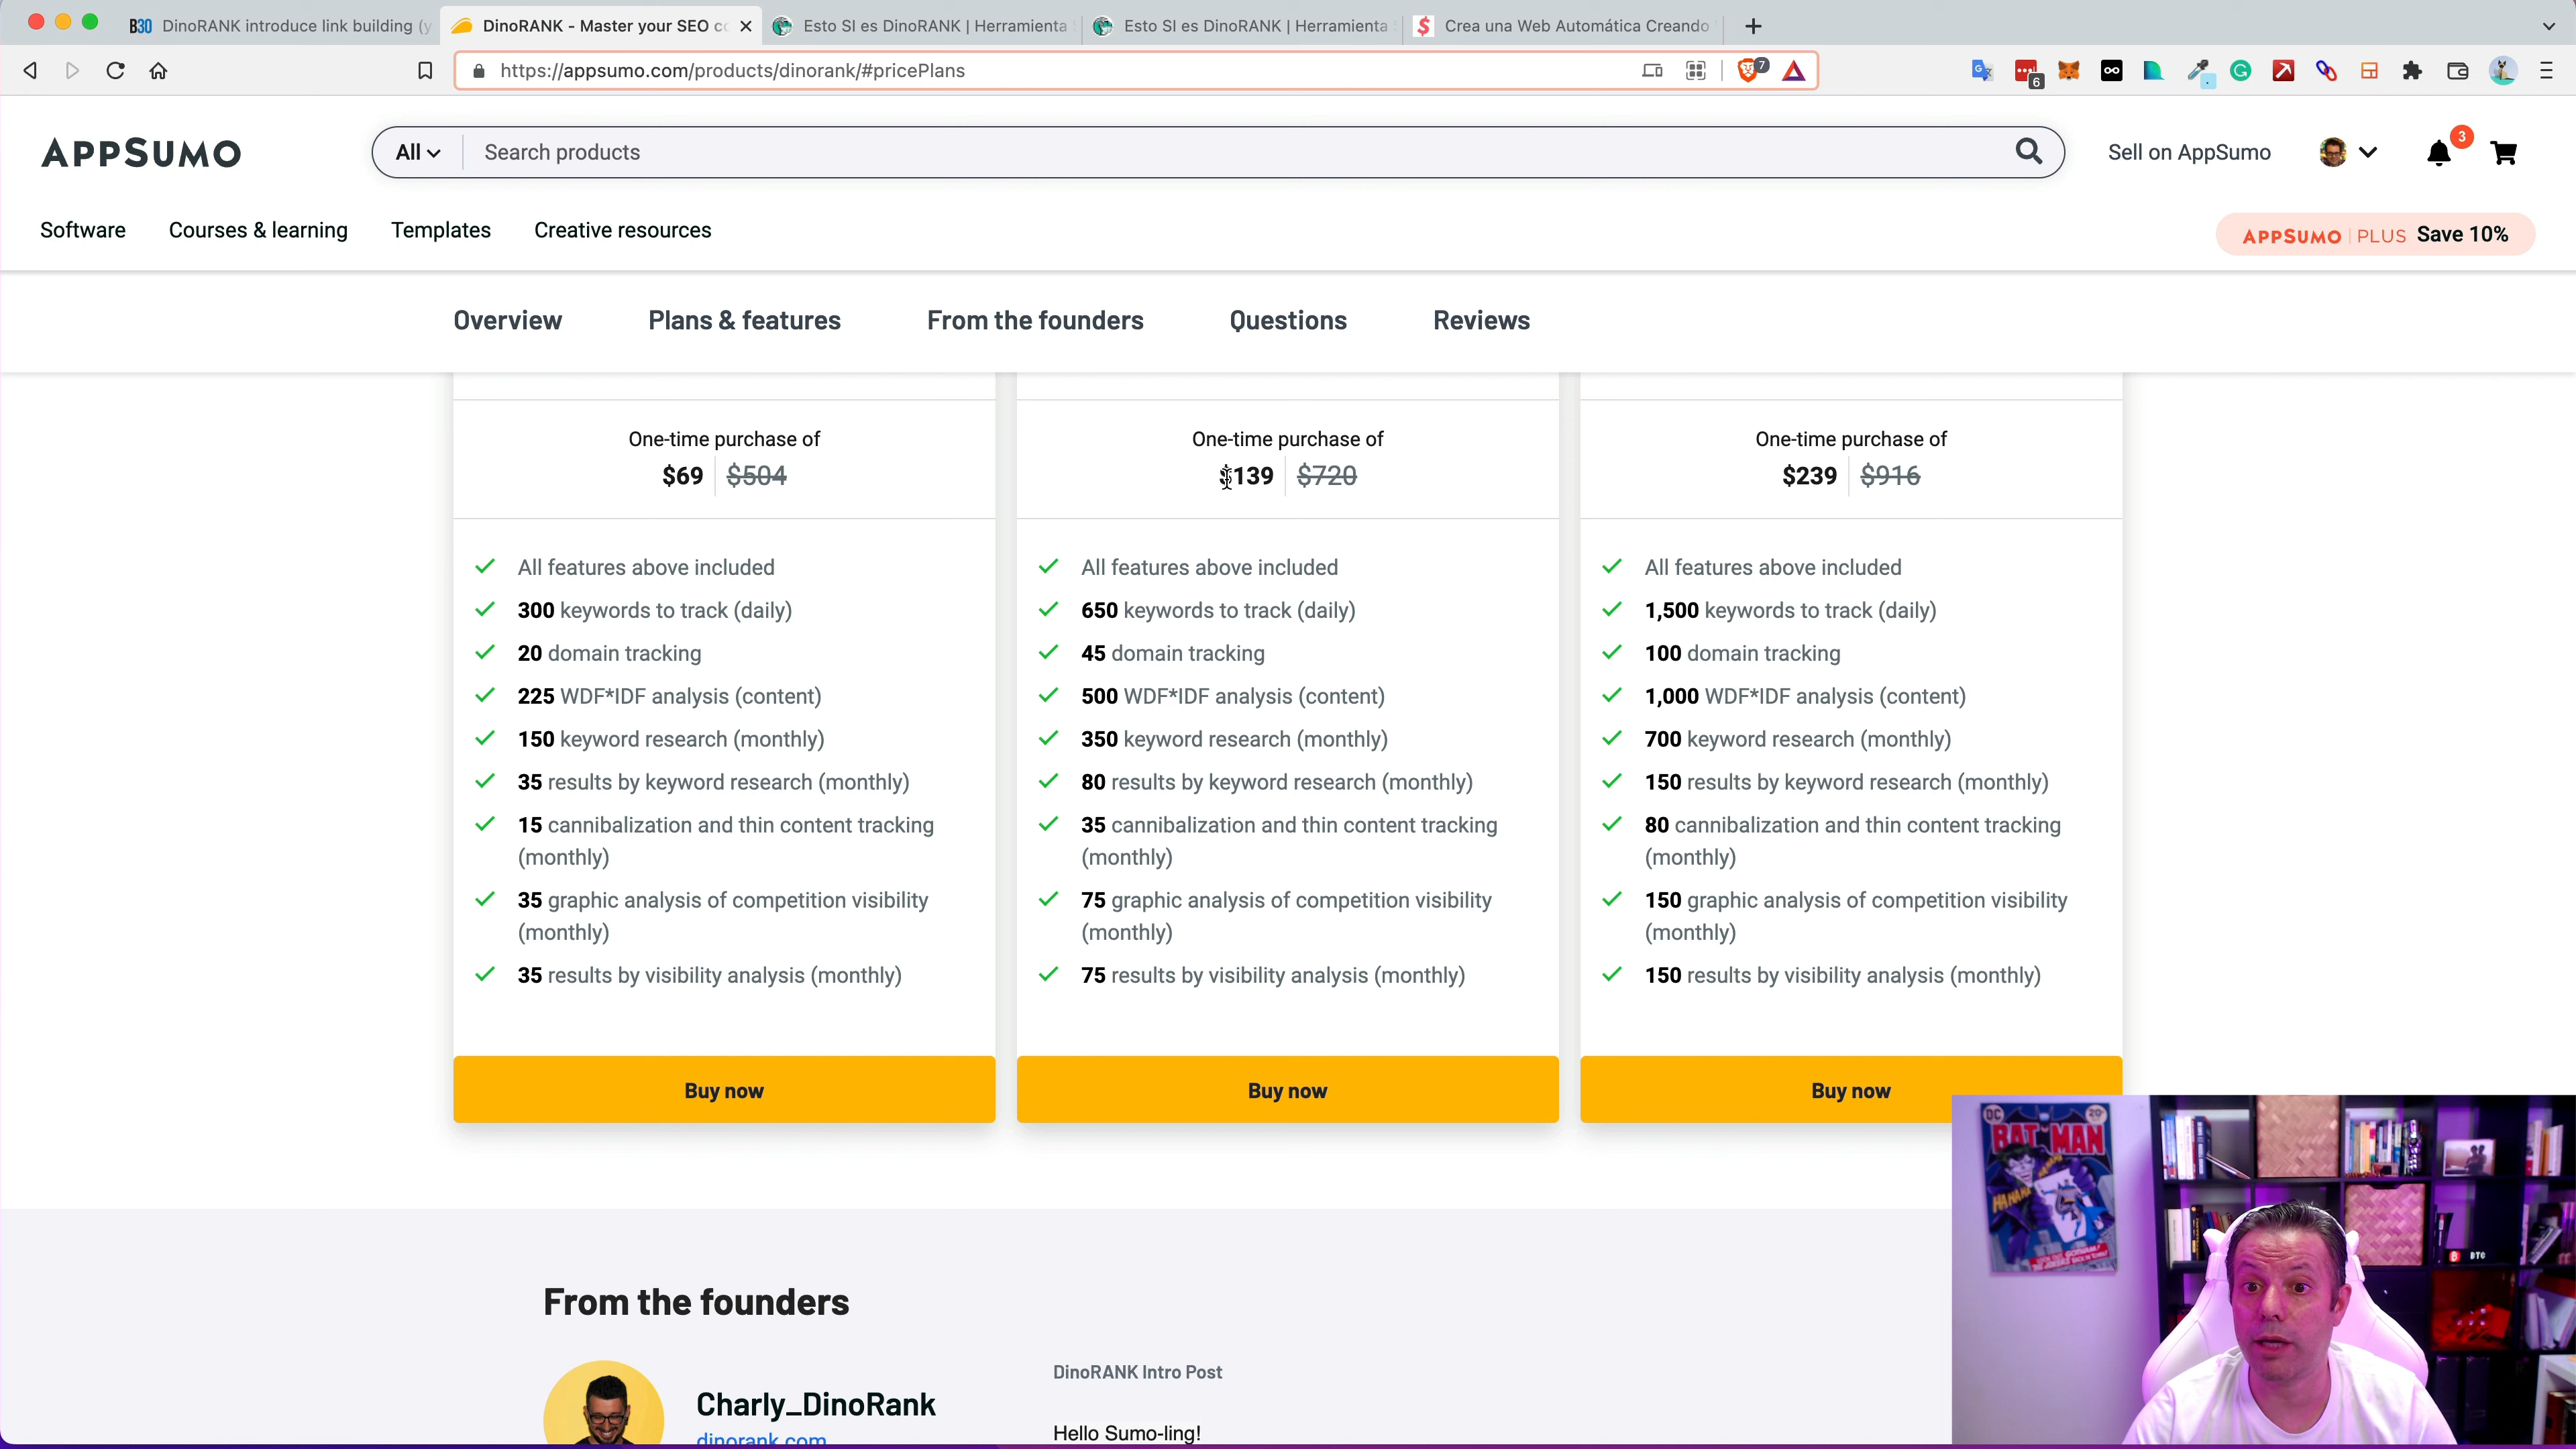 B30 DinoRANK introduce link building (y
DinoRANK - Master your SEO co
Esto SI es DinoRANK | Herramienta S
Esto SI es DinoRANK | Herramienta S
Crea una Web Automática Creando
https://appsumo.com/products/dinorank/#pricePlans
7
6
APPSUMO
All
Search products
Sell on AppSumo
3
Software
Courses & learning
Templates
Creative resources
APPSUMO | PLUS Save 10%
Overview
Plans & features
From the founders
Questions
Reviews
One-time purchase of
$69 $504
All features above included
300 keywords to track (daily)
20 domain tracking
225 WDF*IDF analysis (content)
150 keyword research (monthly)
35 results by keyword research (monthly)
15 cannibalization and thin content tracking
(monthly)
35 graphic analysis of competition visibility
(monthly)
35 results by visibility analysis (monthly)
Buy now
One-time purchase of
$139 $720
All features above included
650 keywords to track (daily)
45 domain tracking
500 WDF*IDF analysis (content)
350 keyword research (monthly)
80 results by keyword research (monthly)
35 cannibalization and thin content tracking
(monthly)
75 graphic analysis of competition visibility
(monthly)
75 results by visibility analysis (monthly)
Buy now
One-time purchase of
$239 $916
All features above included
1,500 keywords to track (daily)
100 domain tracking
1,000 WDF*IDF analysis (content)
700 keyword research (monthly)
150 results by keyword research (monthly)
80 cannibalization and thin content tracking
(monthly)
150 graphic analysis of competition visibility
(monthly)
150 results by visibility analysis (monthly)
Buy now
DC
20¢
BATMAN
BTC
From the founders
Charly_DinoRank
dinorank.com
DinoRANK Intro Post
Hello Sumo-ling!